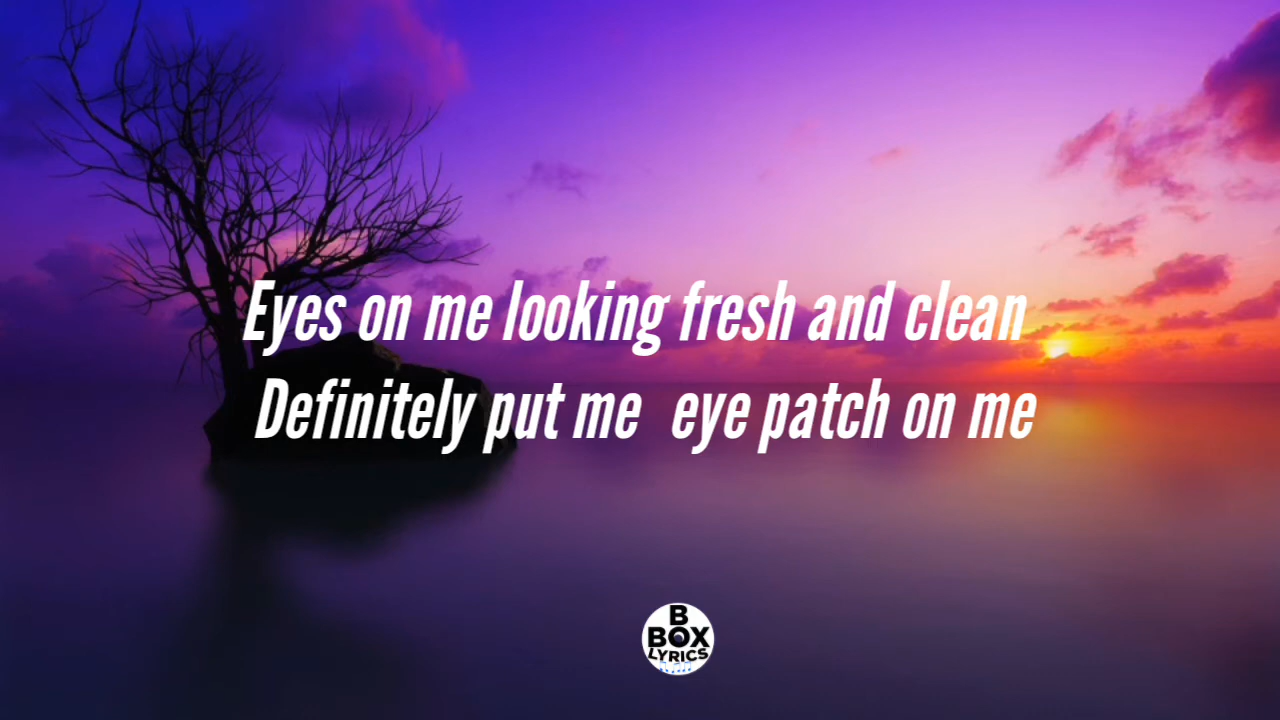 Eyes on me looking fresh and clean
Definitely put me eye patch on me
B
BOX
LYRICS